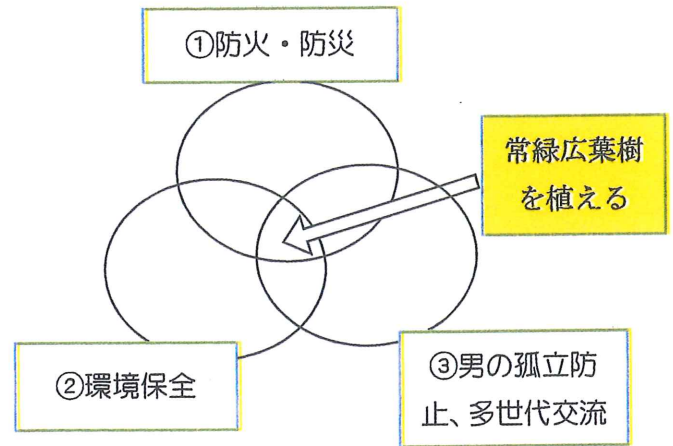 ①防火・防災
常緑広葉樹
を植える
②環境保全
③男の孤立防
止、多世代交流